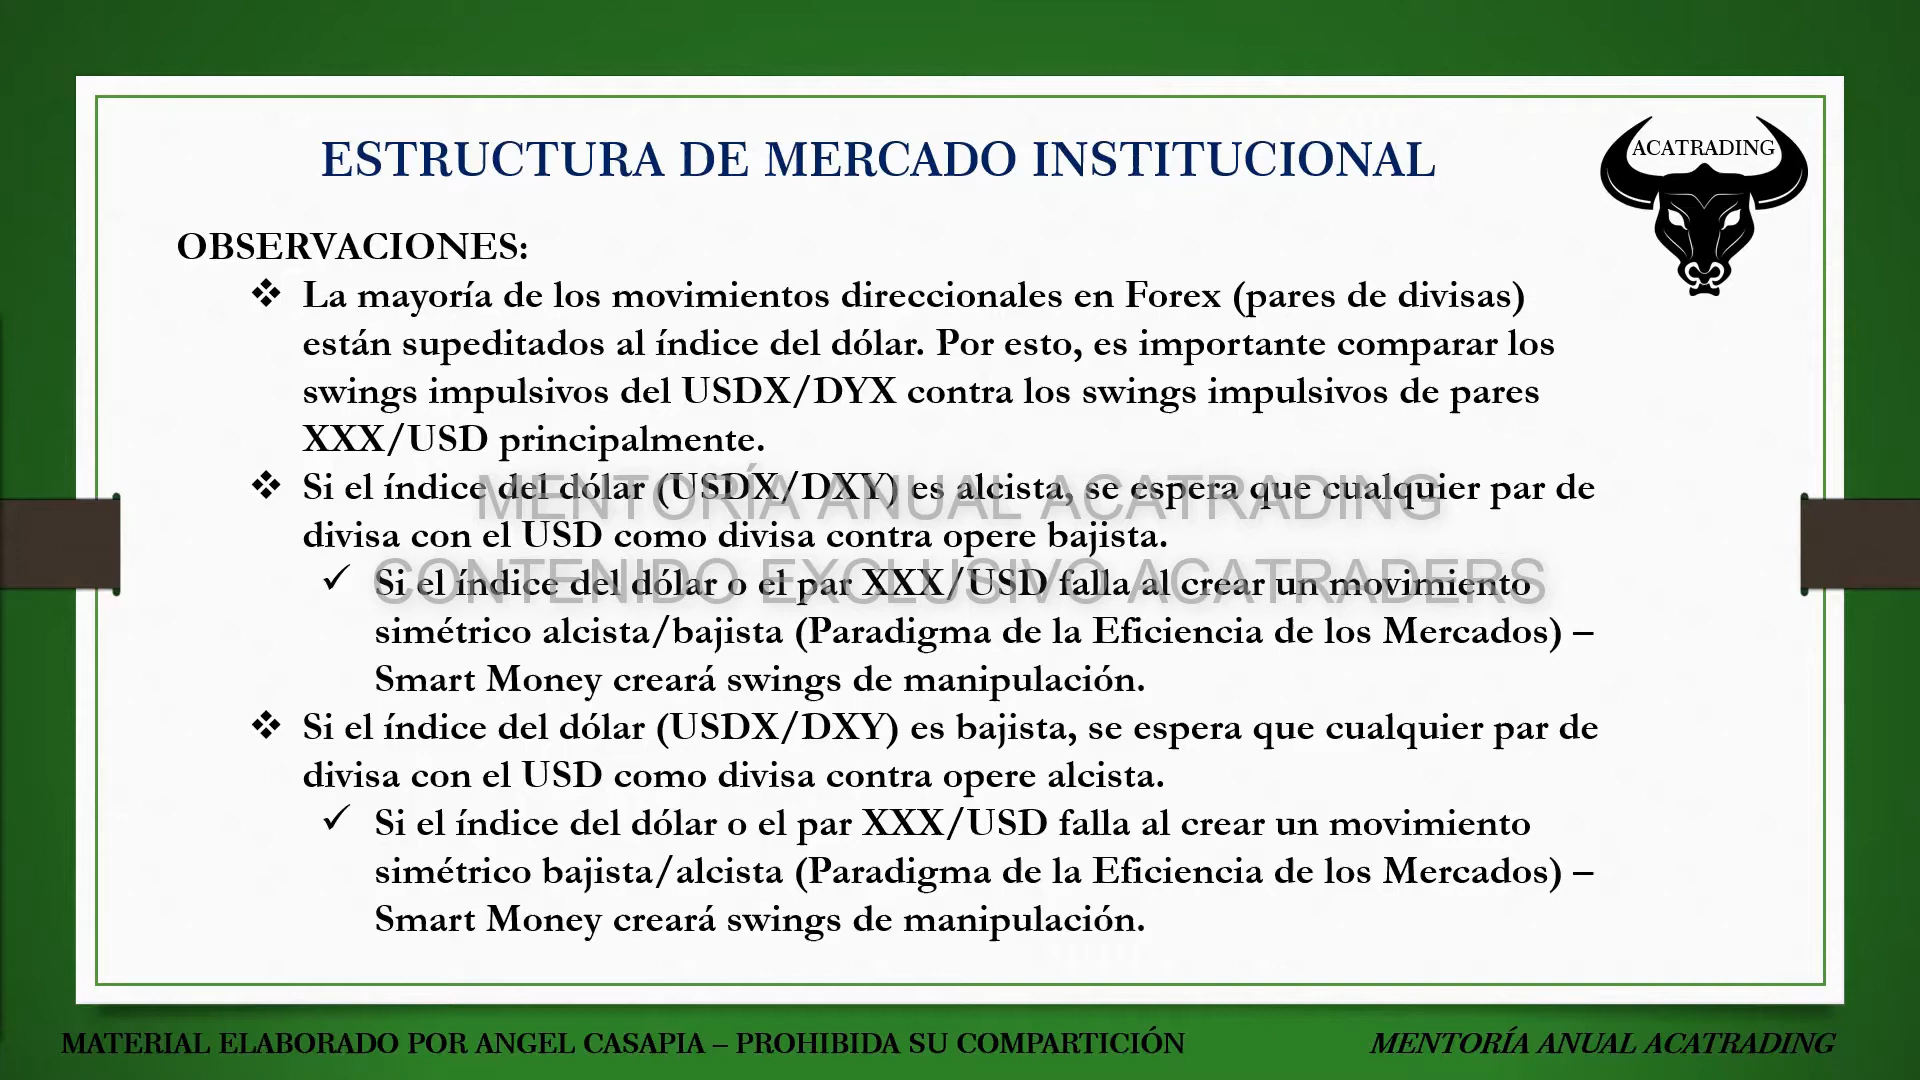 ACATRADING
ESTRUCTURA DE MERCADO INSTITUCIONAL
OBSERVACIONES:
❖ La mayoría de los movimientos direccionales en Forex (pares de divisas)
están supeditados al índice del dólar. Por esto, es importante comparar los
swings impulsivos del USDX/DYX contra los swings impulsivos de pares
XXX/USD principalmente.
❖ Si el índice del dólar (USDX/DXY) es alcista, se espera que cualquier par de
MENTORÍA ANUAL ACATRADING
divisa con el USD como divisa contra opere bajista.
✓ Si el índice del dólar o el par XXX/USD falla al crear un movimiento
CONTENIDO EXCLUSIVO ACATRADERS
simétrico alcista/bajista (Paradigma de la Eficiencia de los Mercados) –
Smart Money creará swings de manipulación.
❖ Si el índice del dólar (USDX/DXY) es bajista, se espera que cualquier par de
divisa con el USD como divisa contra opere alcista.
✓ Si el índice del dólar o el par XXX/USD falla al crear un movimiento
simétrico bajista/alcista (Paradigma de la Eficiencia de los Mercados) –
Smart Money creará swings de manipulación.
MATERIAL ELABORADO POR ANGEL CASAPIA – PROHIBIDA SU COMPARTICIÓN
MENTORÍA ANUAL ACATRADING